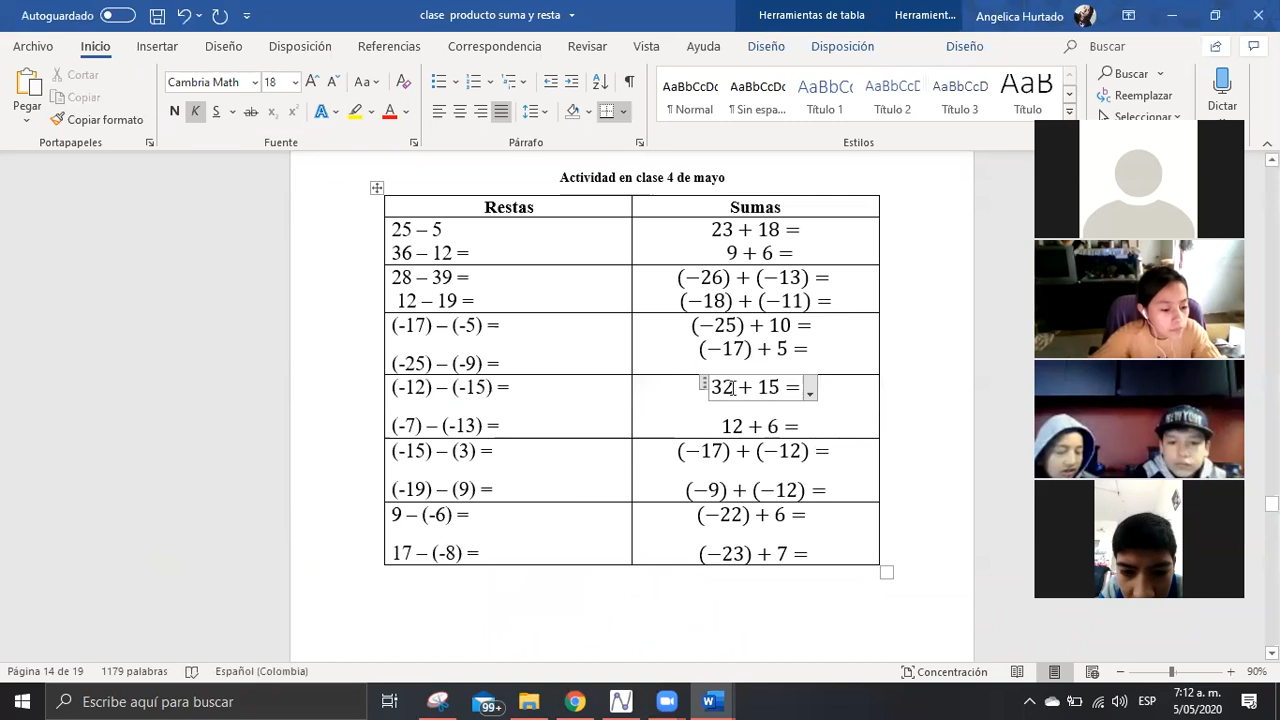 Autoguardado
clase producto suma y resta
Herramientas de tabla
Herramient...
Angelica Hurtado
Archivo
Inicio
Insertar
Diseño
Disposición
Referencias
Correspondencia
Revisar
Vista
Ayuda
Diseño
Disposición
Diseño
Buscar
Pegar
Cortar
Copiar
Copiar formato
Portapapeles
Cambria Math
18
Fuente
Párrafo
AaBbCcDc
¶ Normal
AaBbCcDc
¶ Sin espa...
AaBbCc
Título 1
AaBbCcC
Título 2
AaBbCcD
Título 3
AaB
Título
Estilos
Buscar
Reemplazar
Seleccionar
Dictar
Actividad en clase 4 de mayo
Restas
Sumas
25 – 5
23 + 18 =
36 – 12 =
9 + 6 =
28 – 39 =
(−26) + (−13) =
12 – 19 =
(−18) + (−11) =
(-17) – (-5) =
(−25) + 10 =
(−17) + 5 =
(-25) – (-9) =
(-12) – (-15) =
32 + 15 =
(-7) – (-13) =
12 + 6 =
(-15) – (3) =
(−17) + (−12) =
(-19) – (9) =
(−9) + (−12) =
9 – (-6) =
(−22) + 6 =
17 – (-8) =
(−23) + 7 =
NEW YORK
Página 14 de 19
1179 palabras
Español (Colombia)
Concentración
90%
Escribe aquí para buscar
99+
ESP
7:12 a. m.
5/05/2020